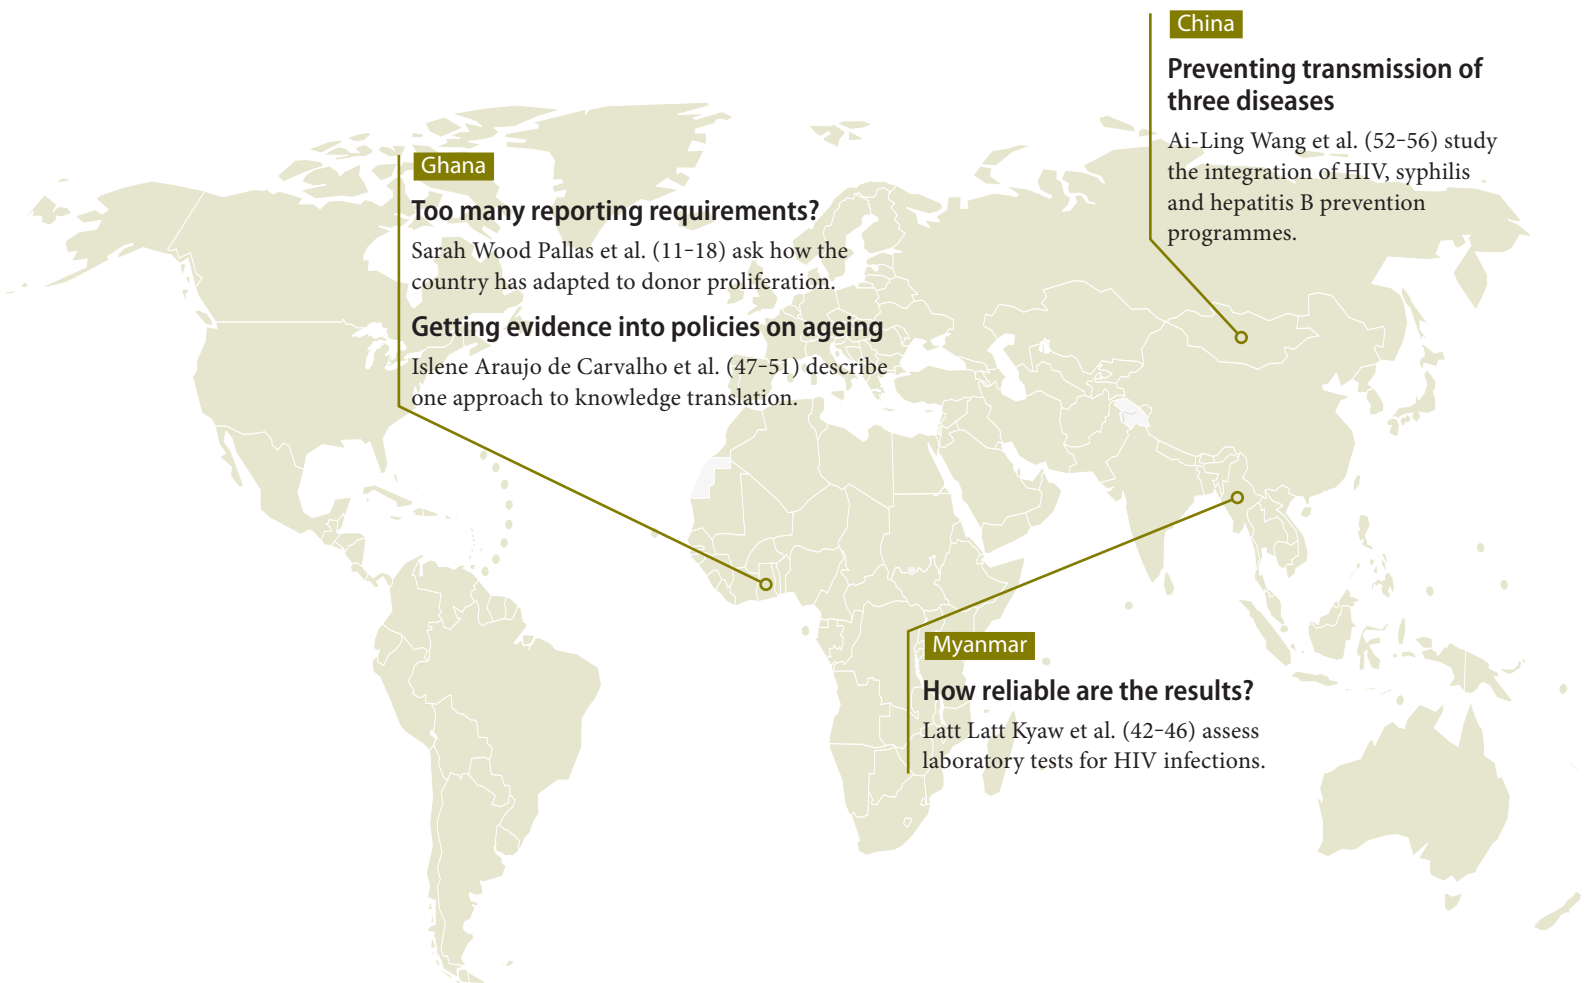 China
Preventing transmission of
three diseases
Ai-Ling Wang et al. (52–56) study
the integration of HIV, syphilis
and hepatitis B prevention
programmes.
Ghana
Too many reporting requirements?
Sarah Wood Pallas et al. (11–18) ask how the
country has adapted to donor proliferation.
Getting evidence into policies on ageing
Islene Araujo de Carvalho et al. (47–51) describe
one approach to knowledge translation.
Myanmar
How reliable are the results?
Latt Latt Kyaw et al. (42–46) assess
laboratory tests for HIV infections.